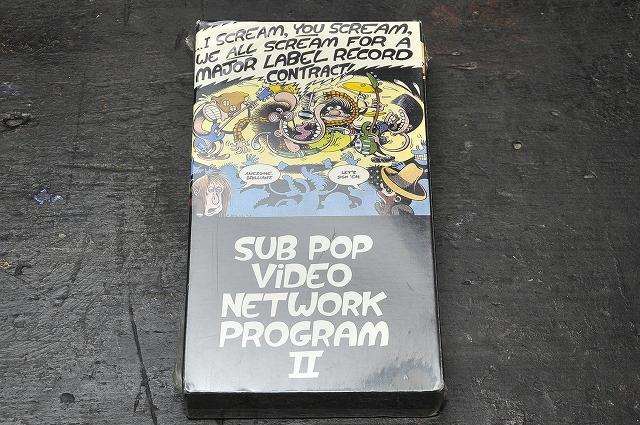 ..I SCREAM, YOU SCREAM,
WE ALL SCREAM FOR A
MAJOR LABEL RECORD
CONTRACT!
AWESOME.
BRILLIANT.
LET'S
SIGN 'EM.
SUB POP
ViDEO
NETWORK
PROGRAM
II